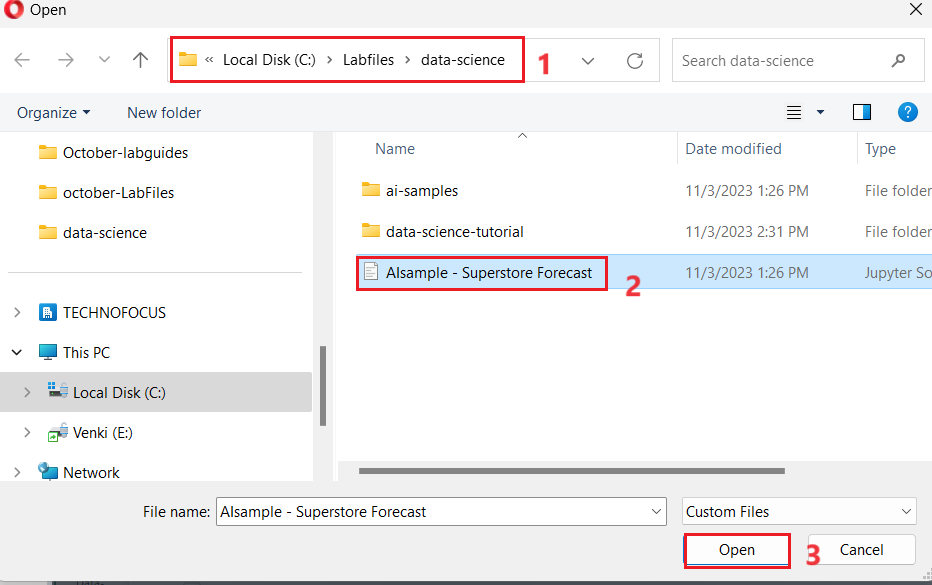 Open
« Local Disk (C:) > Labfiles > data-science
1
Search data-science
Organize
New folder
?
October-labguides
october-LabFiles
data-science
TECHNOFOCUS
This PC
Local Disk (C:)
Venki (E:)
Network
Name Date modified Type
ai-samples 11/3/2023 1:26 PM File folder
data-science-tutorial 11/3/2023 2:31 PM File folder
AIsample - Superstore Forecast 11/3/2023 1:26 PM Jupyter So
2
File name: AIsample - Superstore Forecast Custom Files
Open 3 Cancel